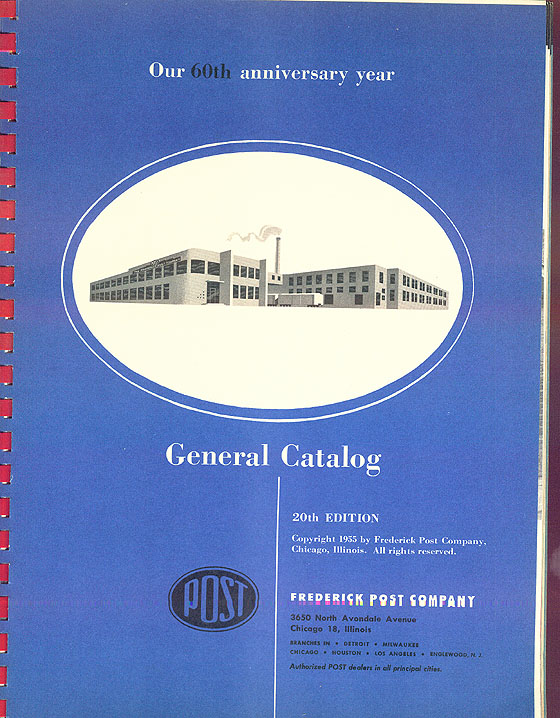 Our 60th anniversary year
General Catalog
20th EDITION
Copyright 1955 by Frederick Post Company,
Chicago, Illinois. All rights reserved.
POST
FREDERICK POST COMPANY
3650 North Avondale Avenue
Chicago 18, Illinois
BRANCHES IN • DETROIT • MILWAUKEE
CHICAGO • HOUSTON • LOS ANGELES • ENGLEWOOD, N. J.
Authorized POST dealers in all principal cities.